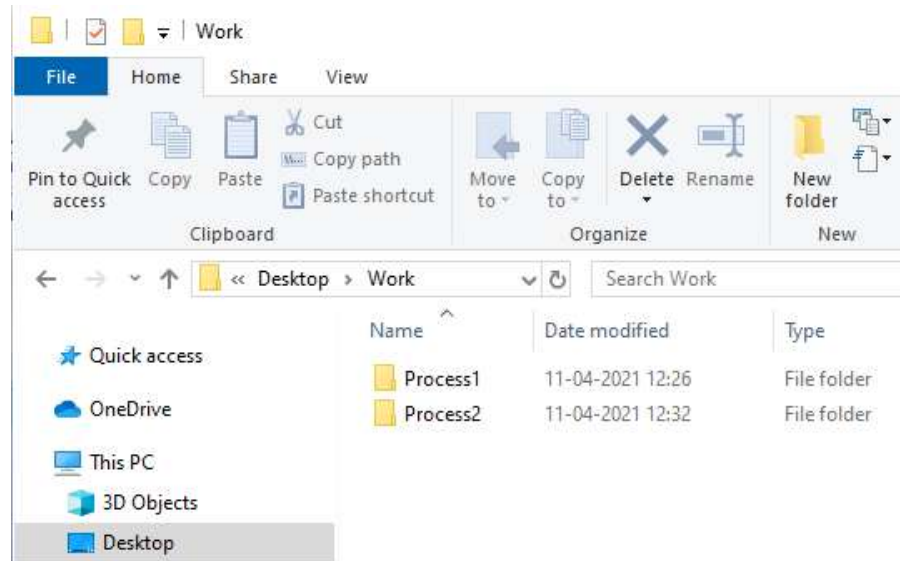 Work
File Home Share View
Pin to Quick access
Copy
Paste
Cut
Copy path
Paste shortcut
Move to
Copy to
Delete
Rename
New folder
Clipboard
Organize
New
« Desktop > Work
Search Work
Name Date modified Type
Process1 11-04-2021 12:26 File folder
Process2 11-04-2021 12:32 File folder
Quick access
OneDrive
This PC
3D Objects
Desktop